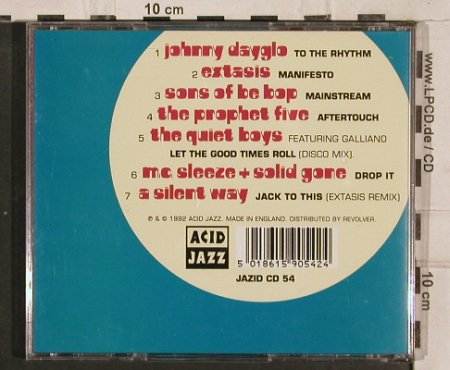 10 cm
1 johnny dayglo TO THE RHYTHM
2 extasis MANIFESTO
3 sons of be bop MAINSTREAM
4 the prophet five AFTERTOUCH
5 the quiet boys FEATURING GALLIANO
LET THE GOOD TIMES ROLL (DISCO MIX).
6 mc sleeze + solid gone DROP IT
7 a silent way JACK TO THIS (EXTASIS REMIX)
℗ & © 1992 ACID JAZZ. MADE IN ENGLAND. DISTRIBUTED BY REVOLVER.
ACID
JAZZ
5 018615 905424
JAZID CD 54
www.LPCD.de / CD
10 cm